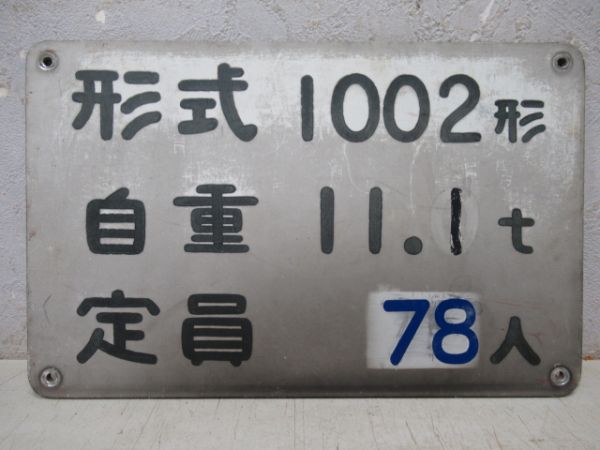 形式 1002形
自重 11.1t
定員 78人